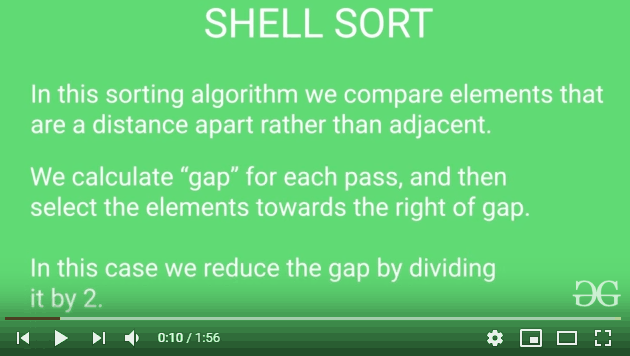 SHELL SORT
In this sorting algorithm we compare elements that
are a distance apart rather than adjacent.
We calculate “gap” for each pass, and then
select the elements towards the right of gap.
In this case we reduce the gap by dividing
it by 2.
0:10 / 1:56